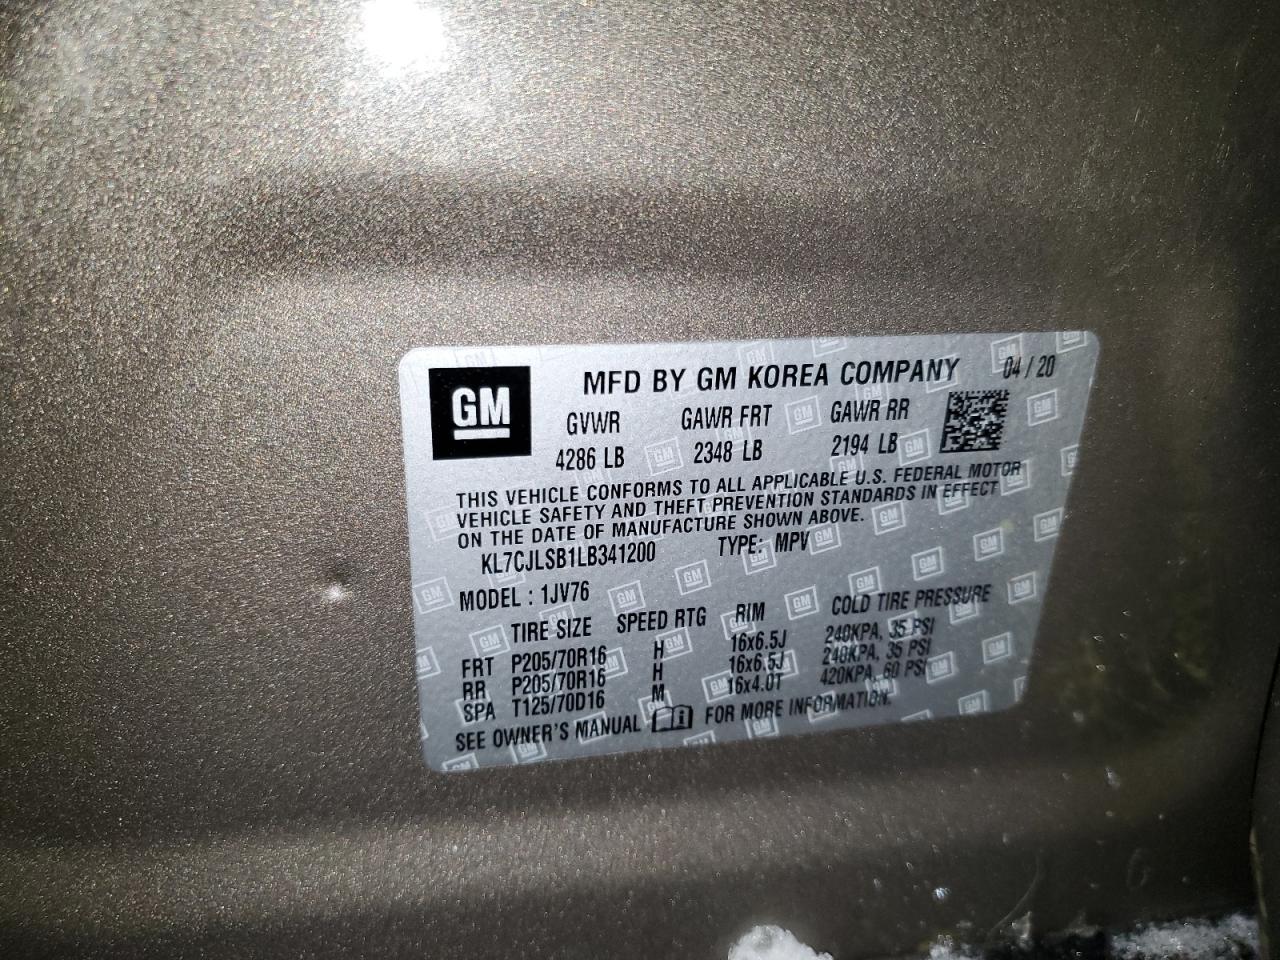 GM
MFD BY GM KOREA COMPANY 04 / 20
GVWR GAWR FRT GAWR RR
4286 LB 2348 LB 2194 LB
THIS VEHICLE CONFORMS TO ALL APPLICABLE U.S. FEDERAL MOTOR
VEHICLE SAFETY AND THEFT PREVENTION STANDARDS IN EFFECT
ON THE DATE OF MANUFACTURE SHOWN ABOVE.
KL7CJLSB1LB341200 TYPE: MPV
MODEL : 1JV76
TIRE SIZE SPEED RTG RIM COLD TIRE PRESSURE
FRT P205/70R16 H 16x6.5J 240KPA, 35 PSI
RR P205/70R16 H 16x6.5J 240KPA, 35 PSI
SPA T125/70D16 M 16x4.0T 420KPA, 60 PSI
SEE OWNER'S MANUAL FOR MORE INFORMATION.